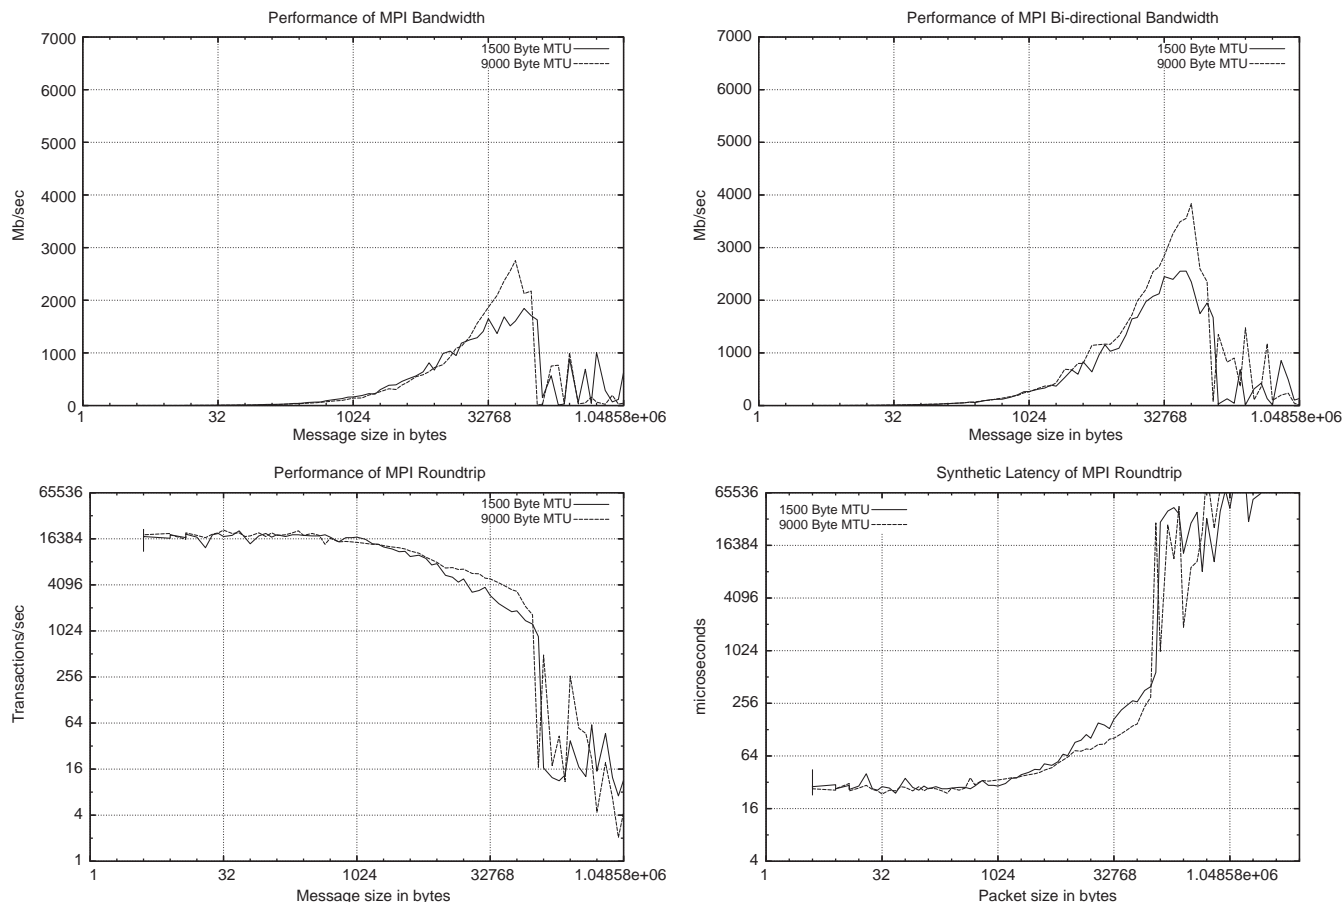 Performance of MPI Bandwidth
7000
6000
5000
4000
3000
2000
1000
0
Mb/sec
1500 Byte MTU
9000 Byte MTU
1
32
1024
32768
1.04858e+06
Message size in bytes
Performance of MPI Bi-directional Bandwidth
7000
6000
5000
4000
3000
2000
1000
0
Mb/sec
1500 Byte MTU
9000 Byte MTU
1
32
1024
32768
1.04858e+06
Message size in bytes
Performance of MPI Roundtrip
65536
16384
4096
1024
256
64
16
4
1
Transactions/sec
1500 Byte MTU
9000 Byte MTU
1
32
1024
32768
1.04858e+06
Message size in bytes
Synthetic Latency of MPI Roundtrip
65536
16384
4096
1024
256
64
16
4
microseconds
1500 Byte MTU
9000 Byte MTU
1
32
1024
32768
1.04858e+06
Packet size in bytes